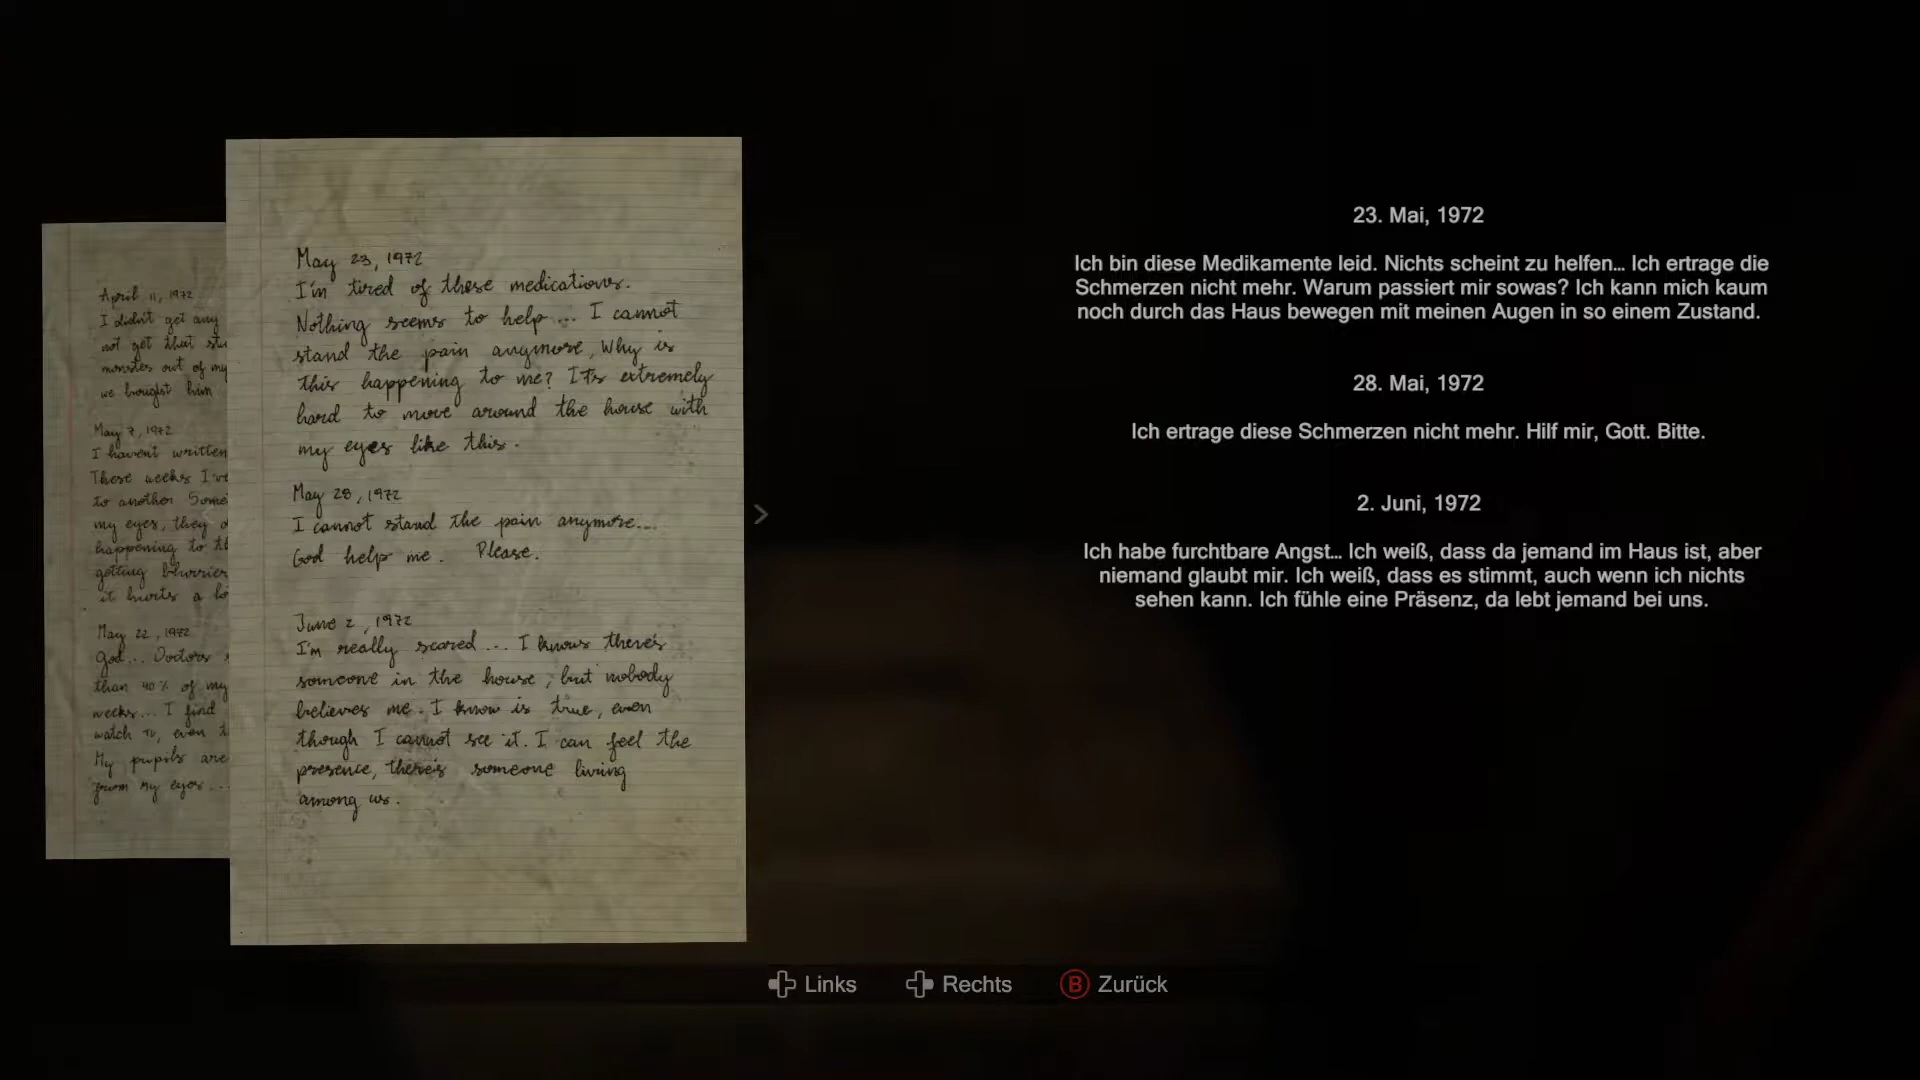 April 11, 1972
I didn't get any
not get that
monsters out of my
we brought him
May 7, 1972
I havent written
These weeks I've
to another
my eyes, they
happening to
getting blurrier
it hurts a
May 22, 1972
God... Doctors
than 40% of my
weeks... I find
watch TV, even
My pupils are
from my eyes...
May 23, 1972
I'm tired of these medications.
Nothing seems to help... I cannot
stand the pain anymore, Why is
this happening to me? It's extremely
hard to move around the house with
my eyes like this.
May 28, 1972
I cannot stand the pain anymore...
God help me. Please.
June 2, 1972
I'm really scared... I know there's
someone in the house, but nobody
believes me. I know is true, even
though I cannot see it. I can feel the
presence, there's someone living
among us.
23. Mai, 1972
Ich bin diese Medikamente leid. Nichts scheint zu helfen... Ich ertrage die
Schmerzen nicht mehr. Warum passiert mir sowas? Ich kann mich kaum
noch durch das Haus bewegen mit meinen Augen in so einem Zustand.
28. Mai, 1972
Ich ertrage diese Schmerzen nicht mehr. Hilf mir, Gott. Bitte.
2. Juni, 1972
Ich habe furchtbare Angst... Ich weiß, dass da jemand im Haus ist, aber
niemand glaubt mir. Ich weiß, dass es stimmt, auch wenn ich nichts
sehen kann. Ich fühle eine Präsenz, da lebt jemand bei uns.
Links Rechts B Zurück